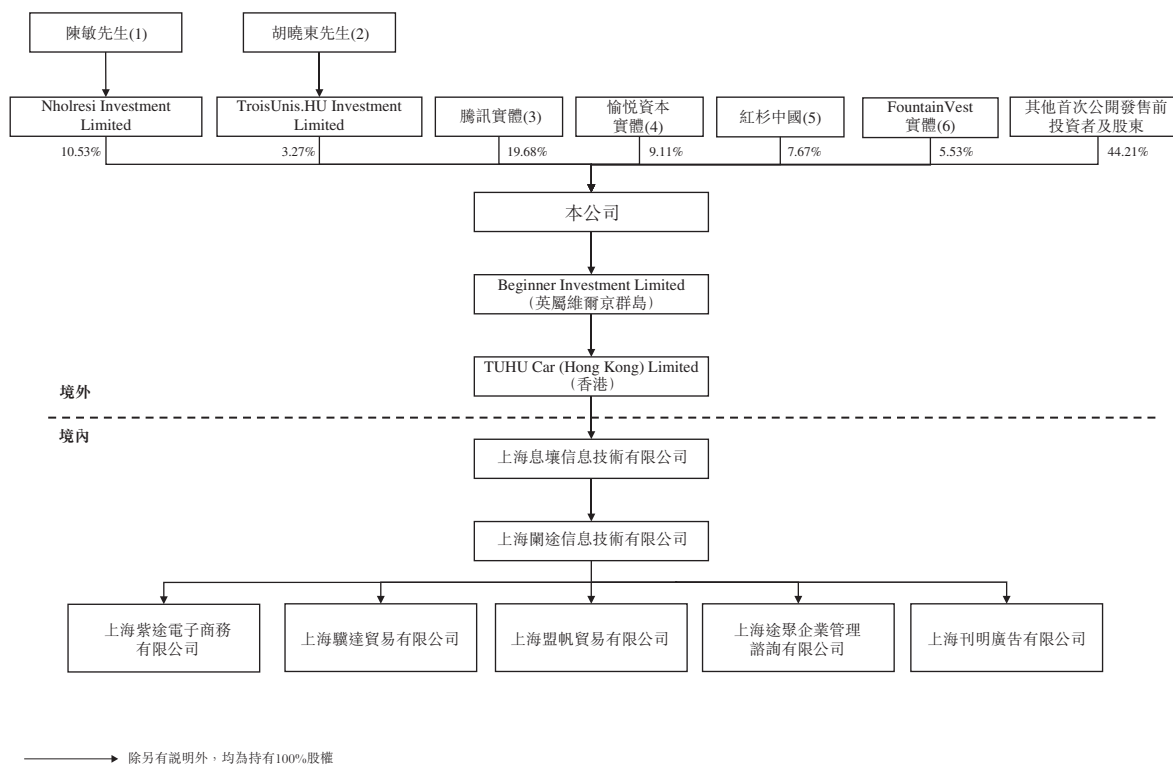 陳敏先生(1)
胡曉東先生(2)
Nholresi Investment
Limited
TroisUnis.HU Investment
Limited
騰訊實體(3)
愉悅資本
實體(4)
紅杉中國(5)
FountainVest
實體(6)
其他首次公開發售前
投資者及股東
10.53%
3.27%
19.68%
9.11%
7.67%
5.53%
44.21%
本公司
Beginner Investment Limited
(英屬維爾京群島)
TUHU Car (Hong Kong) Limited
(香港)
境外
境內
上海息壤信息技術有限公司
上海闌途信息技術有限公司
上海紫途電子商務
有限公司
上海驥達貿易有限公司
上海盟帆貿易有限公司
上海途聚企業管理
諮詢有限公司
上海刊明廣告有限公司
除另有説明外，均為持有100%股權